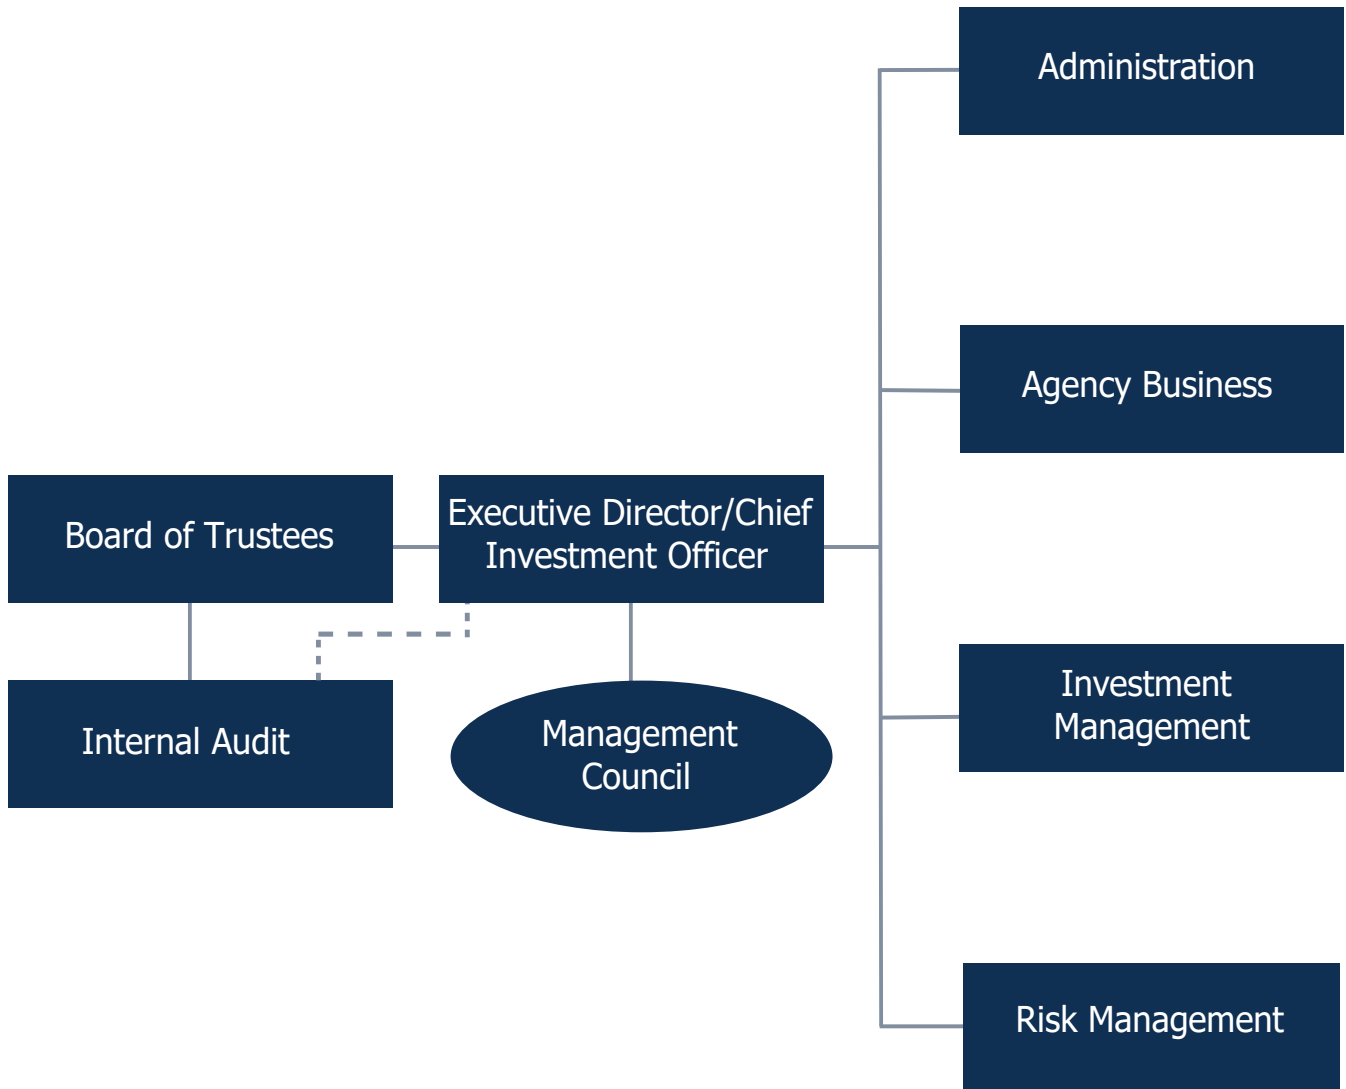 Administration
Agency Business
Board of Trustees
Executive Director/Chief
Investment Officer
Internal Audit
Management
Council
Investment
Management
Risk Management